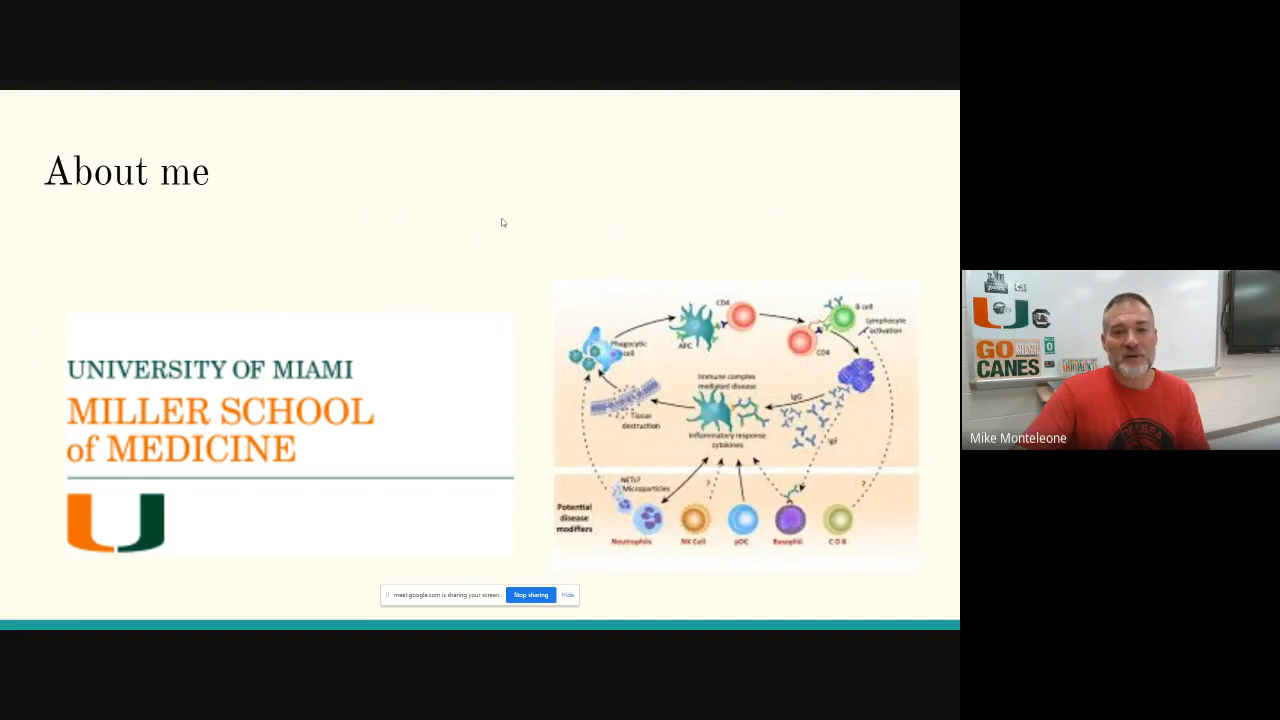 About me
UNIVERSITY OF MIAMI
MILLER SCHOOL
of MEDICINE
CD4
B cell
Lymphocyte
activation
Phagocytic
cell
APC
CD4
Immune complex
mediated disease
IgG
Tissue
destruction
Inflammatory response
cytokines
IgE
NETs?
Microparticles
?
?
Potential
disease
modifiers
Neutrophils
NK Cell
pDC
Basophil
CD8
meet.google.com is sharing your screen.
Stop sharing
Hide
U
GO
CANES
Mike Monteleone